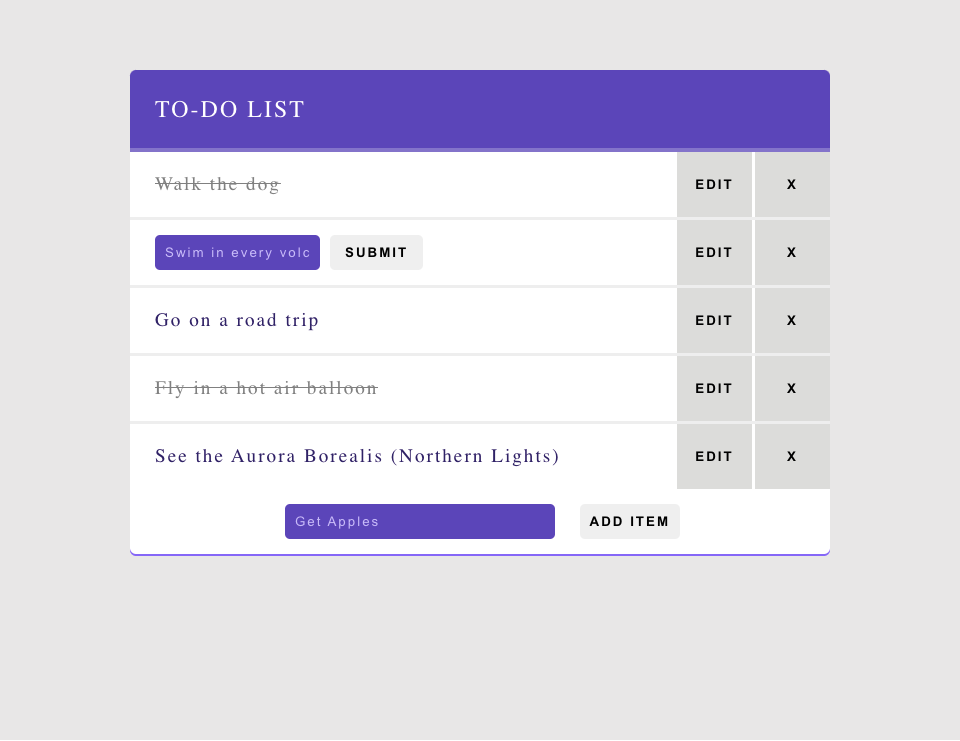 TO-DO LIST
Walk the dog EDIT X
Swim in every volc SUBMIT EDIT X
Go on a road trip EDIT X
Fly in a hot air balloon EDIT X
See the Aurora Borealis (Northern Lights) EDIT X
Get Apples ADD ITEM